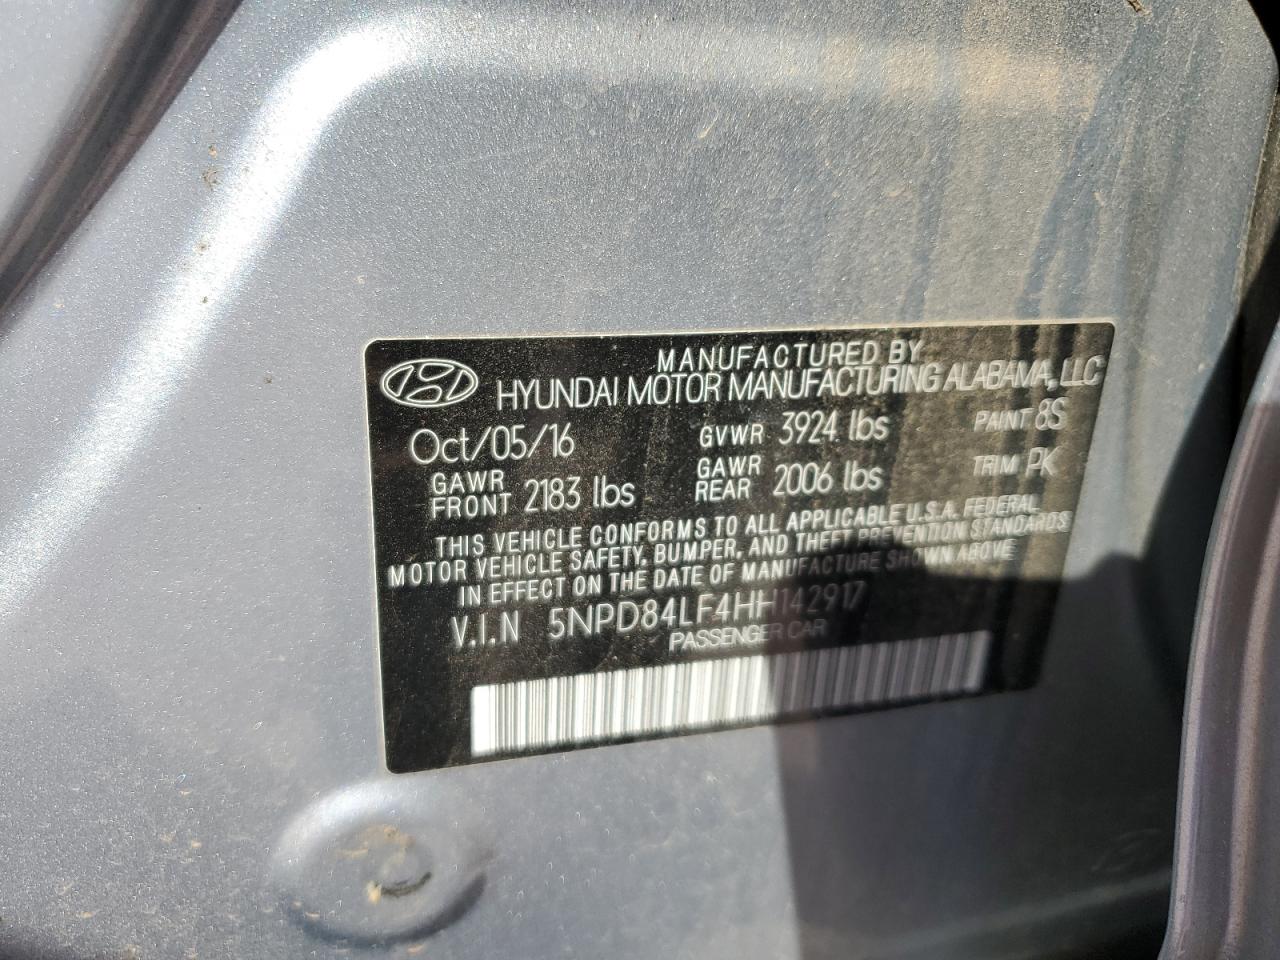 MANUFACTURED BY
HYUNDAI MOTOR MANUFACTURING ALABAMA, LLC
Oct/05/16 GVWR 3924 lbs PAINT 8S
GAWR FRONT 2183 lbs GAWR REAR 2006 lbs TRIM PK
THIS VEHICLE CONFORMS TO ALL APPLICABLE U.S.A. FEDERAL
MOTOR VEHICLE SAFETY, BUMPER, AND THEFT PREVENTION STANDARDS
IN EFFECT ON THE DATE OF MANUFACTURE SHOWN ABOVE
V.I.N 5NPD84LF4HH142917
PASSENGER CAR